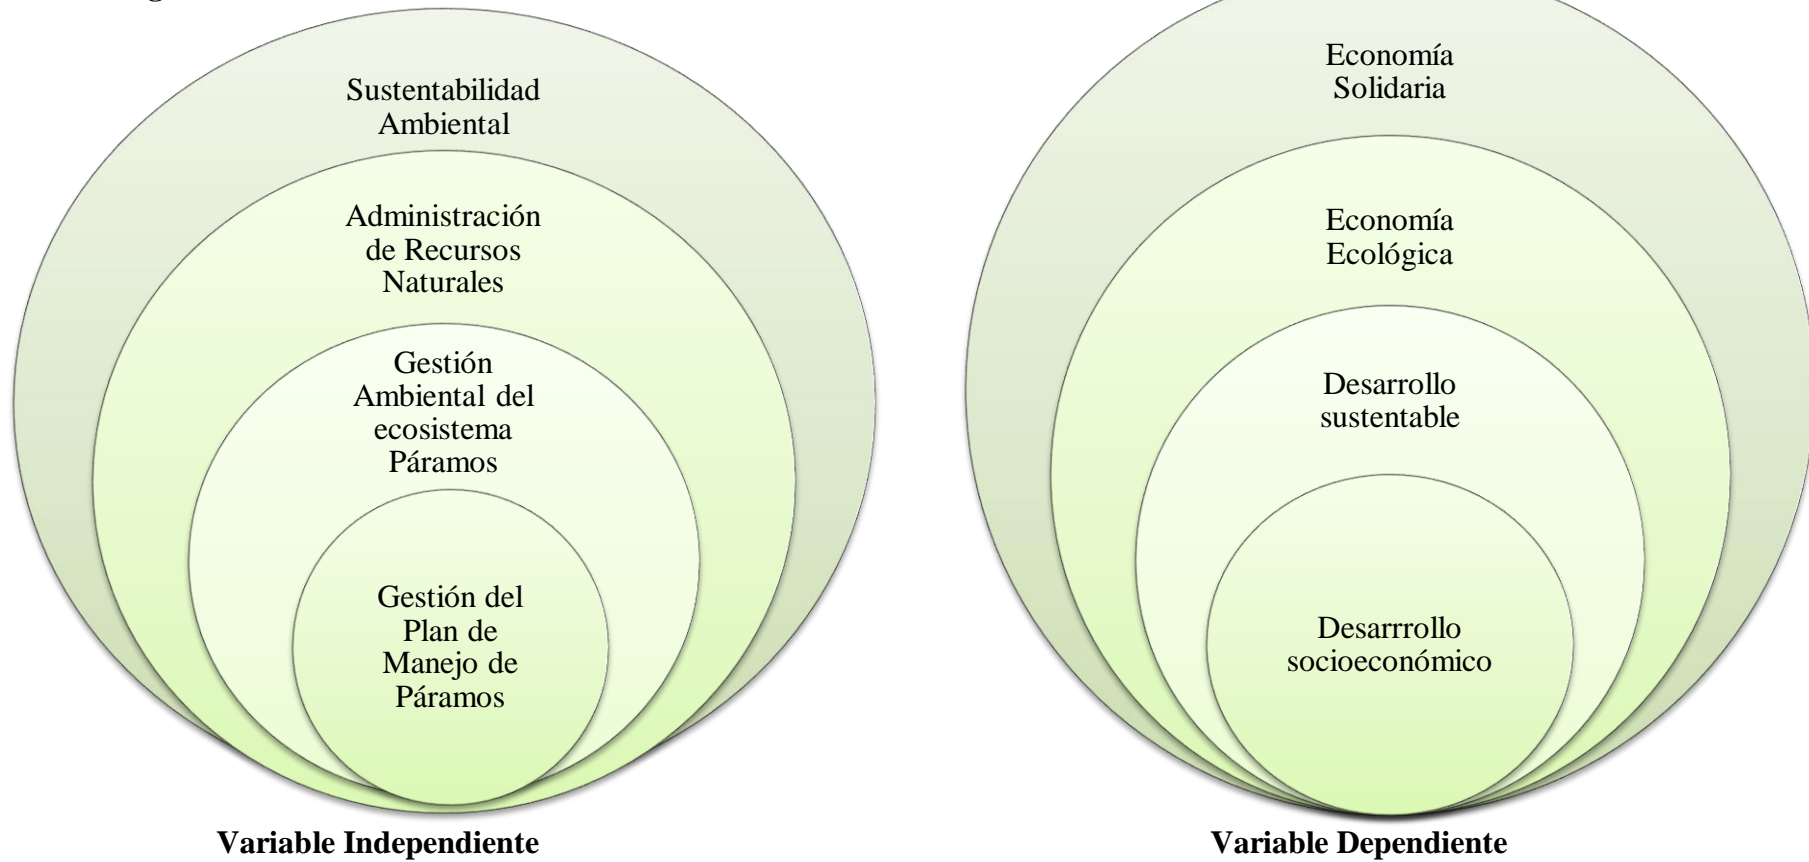 Sustentabilidad
Ambiental
Administración
de Recursos
Naturales
Gestión
Ambiental del
ecosistema
Páramos
Gestión del
Plan de
Manejo de
Páramos
Variable Independiente
Economía
Solidaria
Economía
Ecológica
Desarrollo
sustentable
Desarrrollo
socioeconómico
Variable Dependiente